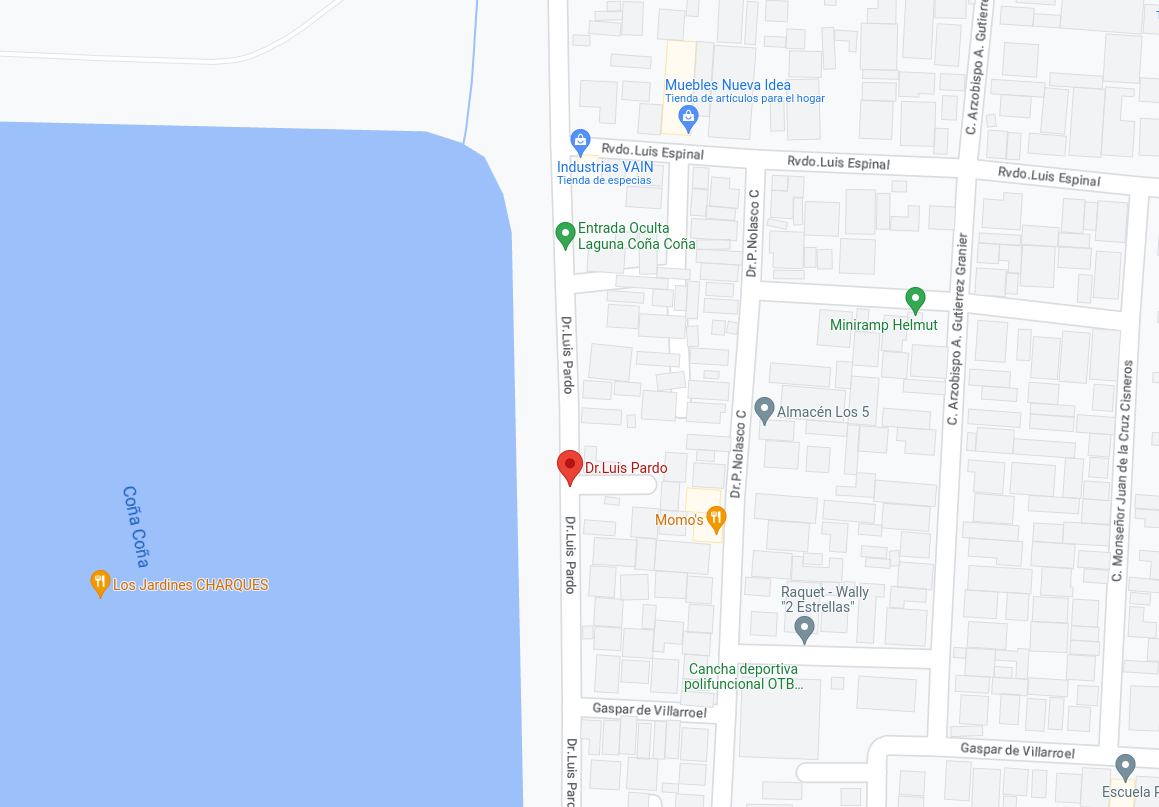 C. Arzobispo A. Gutierre
Muebles Nueva Idea
Tienda de artículos para el hogar
Rvdo.Luis Espinal
Rvdo.Luis Espinal
Rvdo.Luis Espinal
Industrias VAIN
Tienda de especias
Entrada Oculta
Laguna Coña Coña
Dr.P.Nolasco C
C. Arzobispo A. Gutierrez Granier
Miniramp Helmut
Dr.Luis Pardo
C. Monseñor Juan de la Cruz Cisneros
Almacén Los 5
Dr.P.Nolasco C
Dr.Luis Pardo
Coña Coña
Momo's
Dr.Luis Pardo
Los Jardines CHARQUES
Raquet - Wally
"2 Estrellas"
Cancha deportiva
polifuncional OTB...
Gaspar de Villarroel
Gaspar de Villarroel
Dr.Luis Pardo
Escuela